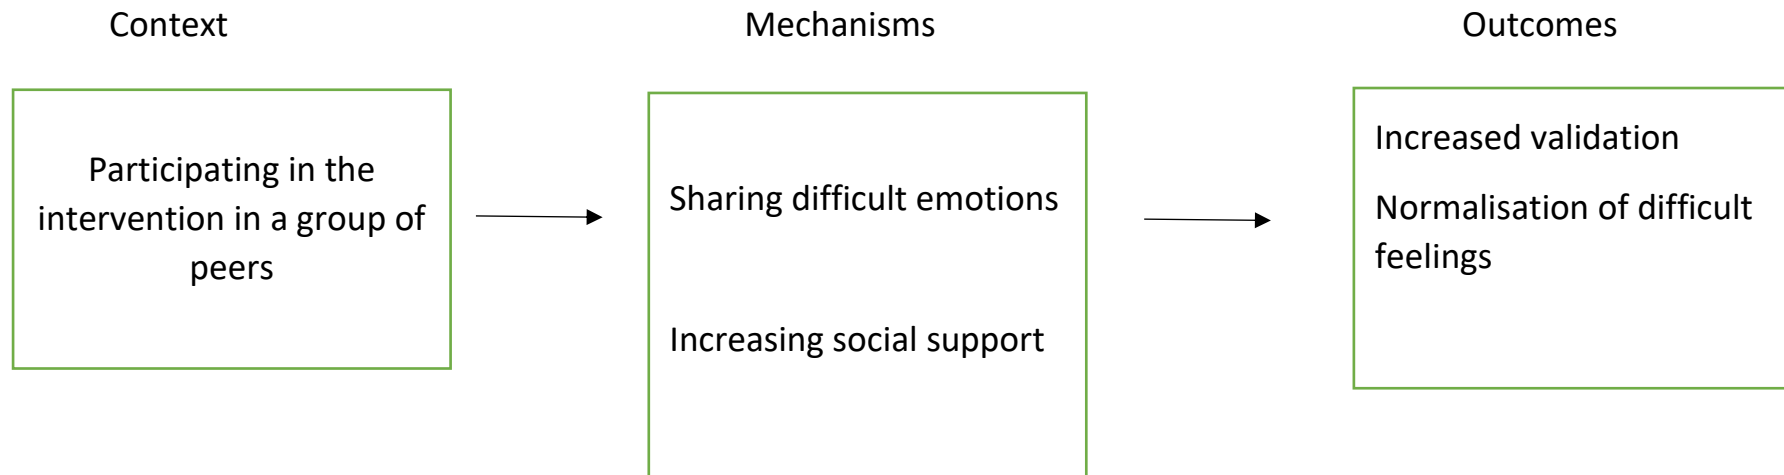 Context
Mechanisms
Outcomes
Participating in the
intervention in a group of
peers
Sharing difficult emotions
Increasing social support
Increased validation
Normalisation of difficult
feelings